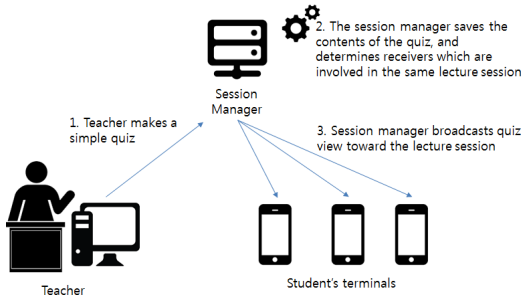 2. The session manager saves the
contents of the quiz, and
determines receivers which are
involved in the same lecture session
Session
Manager
1. Teacher makes a
simple quiz
3. Session manager broadcasts quiz
view toward the lecture session
Teacher
Student's terminals